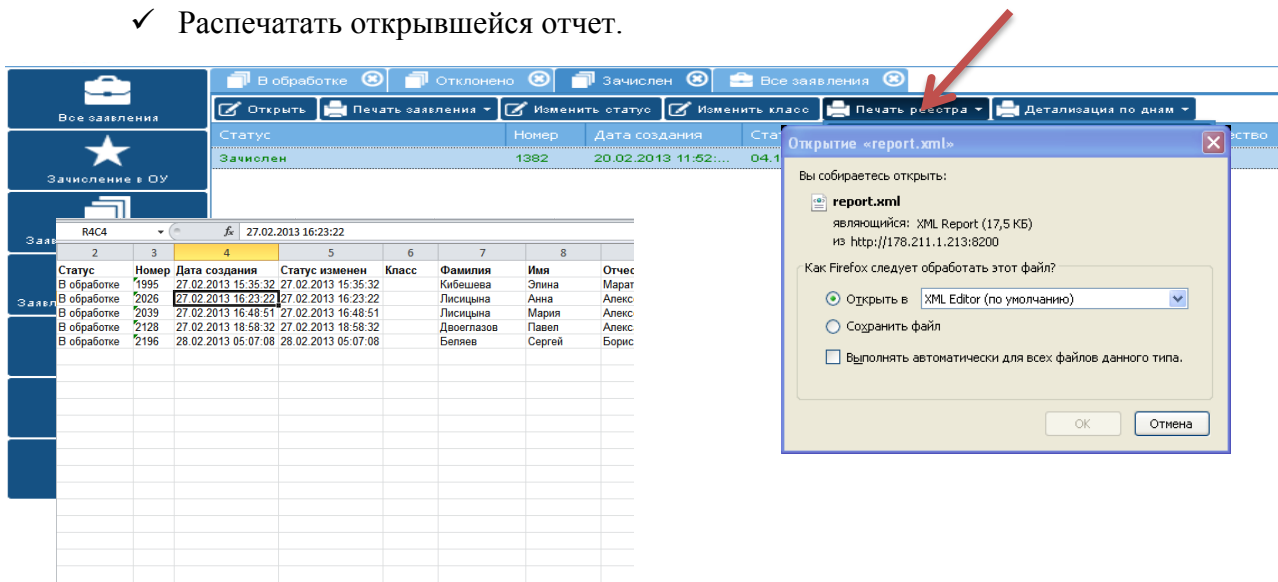 ✓ Распечатать открывшейся отчет.
В обработке Отклонено Зачислен Все заявления
Все заявления
Открыть Печать заявления Изменить статус Изменить класс Печать реестра Детализация по дням
Статус Номер Дата создания
Зачислен 1382 20.02.2013 11:52:... 04.1
Зачисление в ОУ
R4C4 fx 27.02.2013 16:23:22
2 3 4 5 6 7 8
Статус Номер Дата создания Статус изменен Класс Фамилия Имя
В обработке 1995 27.02.2013 15:35:32 27.02.2013 15:35:32 Кибешева Элина
В обработке 2026 27.02.2013 16:23:22 27.02.2013 16:23:22 Лисицына Анна
В обработке 2039 27.02.2013 16:48:51 27.02.2013 16:48:51 Лисицына Мария
В обработке 2128 27.02.2013 18:58:32 27.02.2013 18:58:32 Двоеглазов Павел
В обработке 2196 28.02.2013 05:07:08 28.02.2013 05:07:08 Беляев Сергей
Открытие «report.xml»
Вы собираетесь открыть:
report.xml
являющийся: XML Report (17,5 КБ)
из http://178.211.1.213:8200
Как Firefox следует обработать этот файл?
Открыть в XML Editor (по умолчанию)
Сохранить файл
Выполнять автоматически для всех файлов данного типа.
OK Отмена